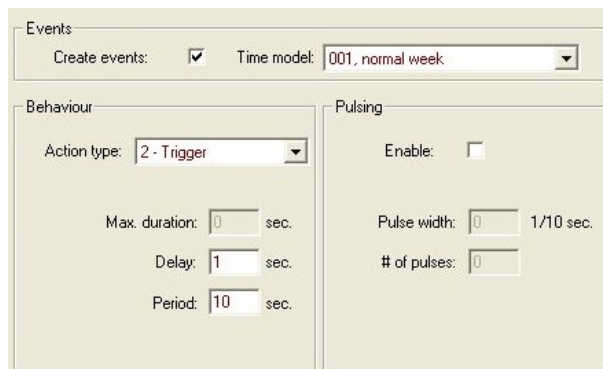 Events
Create events: Time model: 001, normal week
Behaviour
Action type: 2 - Trigger
Max. duration: 0 sec.
Delay: 1 sec.
Period: 10 sec.
Pulsing
Enable:
Pulse width: 0 1/10 sec.
# of pulses: 0